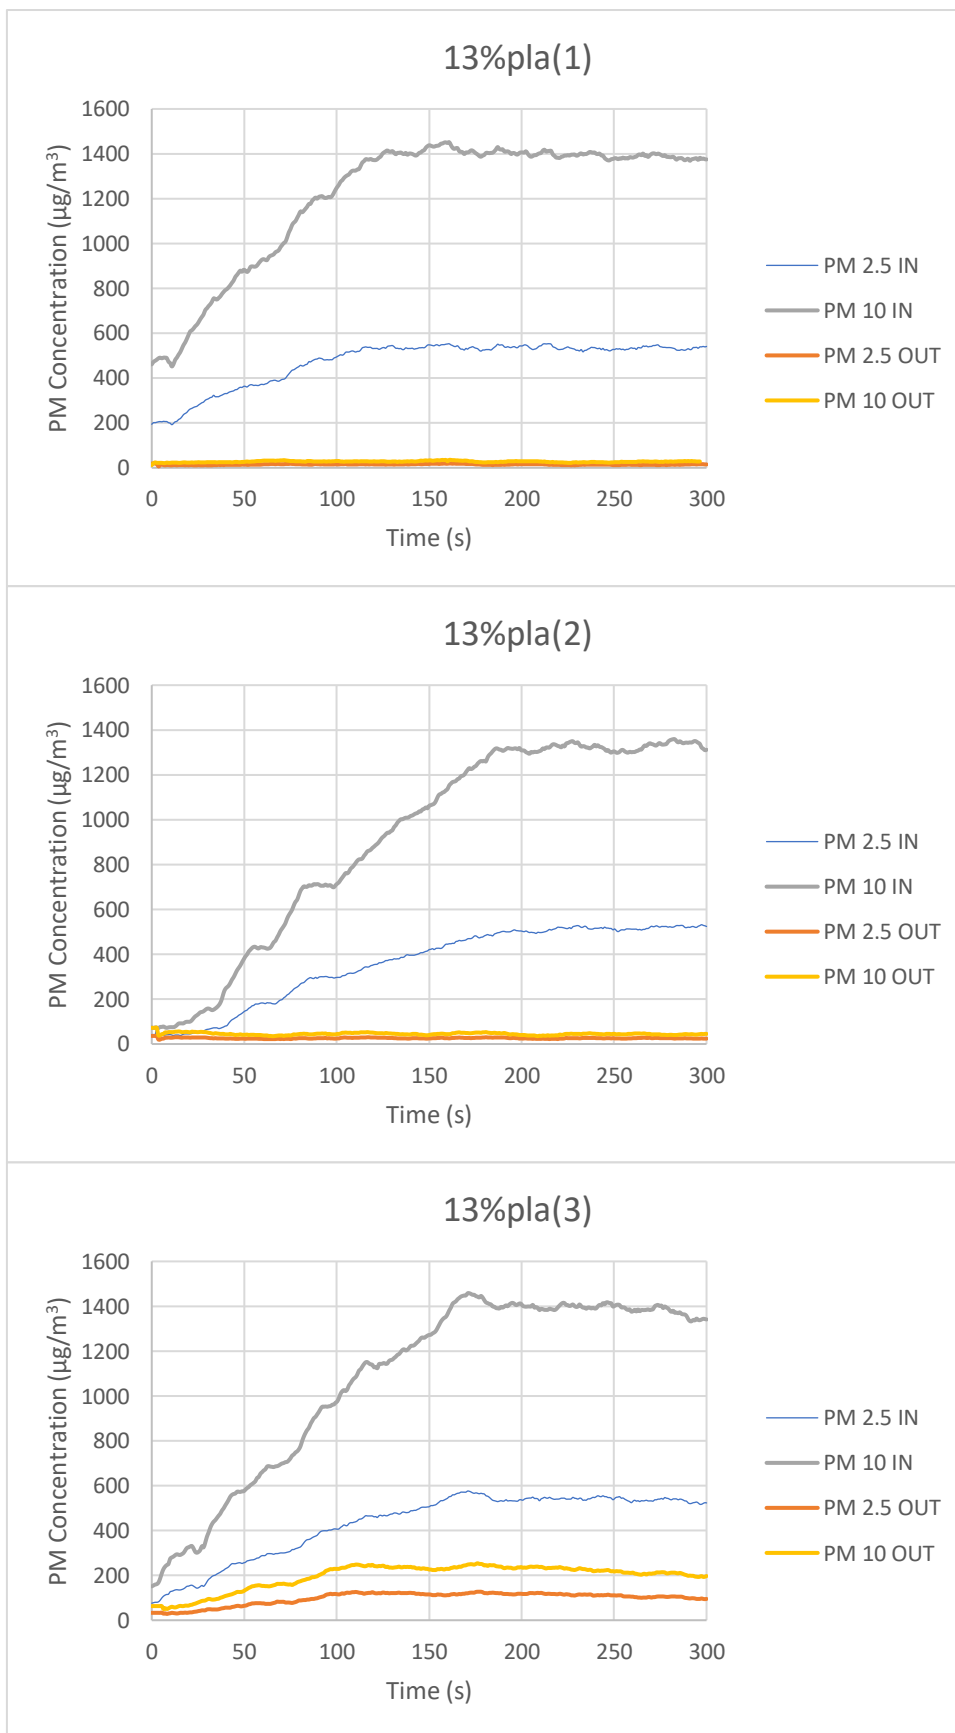 13%pla(1)
PM Concentration (µg/m³)
1600
1400
1200
1000
800
600
400
200
0
0 50 100 150 200 250 300
Time (s)
PM 2.5 IN
PM 10 IN
PM 2.5 OUT
PM 10 OUT
13%pla(2)
PM Concentration (µg/m³)
1600
1400
1200
1000
800
600
400
200
0
0 50 100 150 200 250 300
Time (s)
PM 2.5 IN
PM 10 IN
PM 2.5 OUT
PM 10 OUT
13%pla(3)
PM Concentration (µg/m³)
1600
1400
1200
1000
800
600
400
200
0
0 50 100 150 200 250 300
Time (s)
PM 2.5 IN
PM 10 IN
PM 2.5 OUT
PM 10 OUT